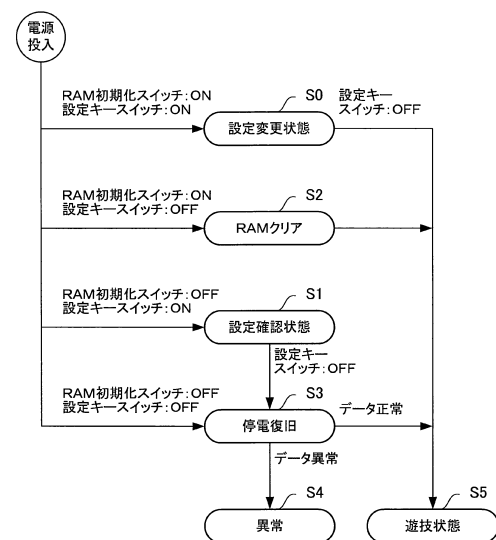 電源
投入
RAM初期化スイッチ:ON
設定キースイッチ:ON
S0
設定キー
スイッチ:OFF
設定変更状態
RAM初期化スイッチ:ON
設定キースイッチ:OFF
S2
RAMクリア
RAM初期化スイッチ:OFF
設定キースイッチ:ON
S1
設定確認状態
設定キー
スイッチ:OFF
RAM初期化スイッチ:OFF
設定キースイッチ:OFF
S3
停電復旧
データ正常
データ異常
S4
異常
S5
遊技状態